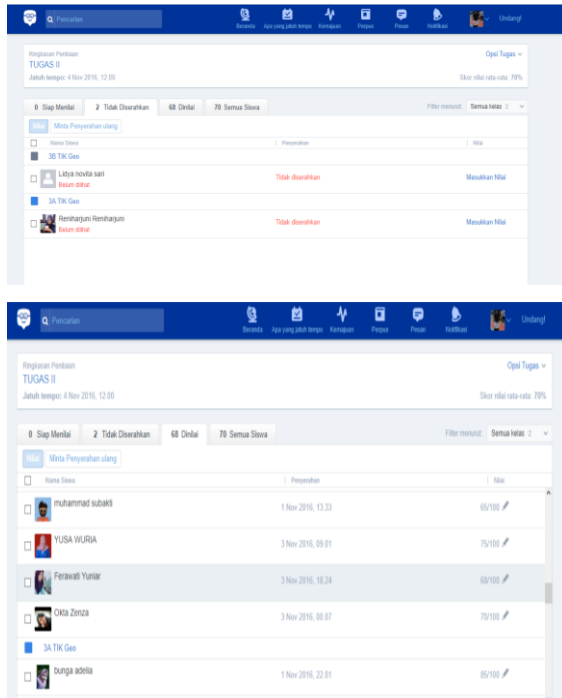 Pencarian
Beranda Apa yang jatuh tempo Kemajuan Perpus Pesan Notifikasi Undang!
Ringkasan Penilaian Opsi Tugas
TUGAS II
Jatuh tempo: 4 Nov 2016, 12.00 Skor nilai rata-rata 70%
0 Siap Menilai 2 Tidak Diserahkan 68 Dinilai 70 Semua Siswa Filter menurut: Semua kelas 2
Nilai Minta Penyerahan ulang
Nama Siswa Penyerahan Nilai
3B TIK Geo
Lidya novita sari Tidak diserahkan Masukkan Nilai
Belum dilihat
3A TIK Geo
Reniharjuni Reniharjuni Tidak diserahkan Masukkan Nilai
Belum dilihat
Pencarian
Beranda Apa yang jatuh tempo Kemajuan Perpus Pesan Notifikasi Undang!
Ringkasan Penilaian Opsi Tugas
TUGAS II
Jatuh tempo: 4 Nov 2016, 12.00 Skor nilai rata-rata 70%
0 Siap Menilai 2 Tidak Diserahkan 68 Dinilai 70 Semua Siswa Filter menurut: Semua kelas 2
Nilai Minta Penyerahan ulang
Nama Siswa Penyerahan Nilai
muhammad subakti 1 Nov 2016, 13.33 65/100
YUSA WURIA 3 Nov 2016, 09.01 75/100
Ferawati Yuniar 3 Nov 2016, 18.24 68/100
Okta Zenza 3 Nov 2016, 00.07 70/100
3A TIK Geo
bunga adelia 1 Nov 2016, 22.01 85/100